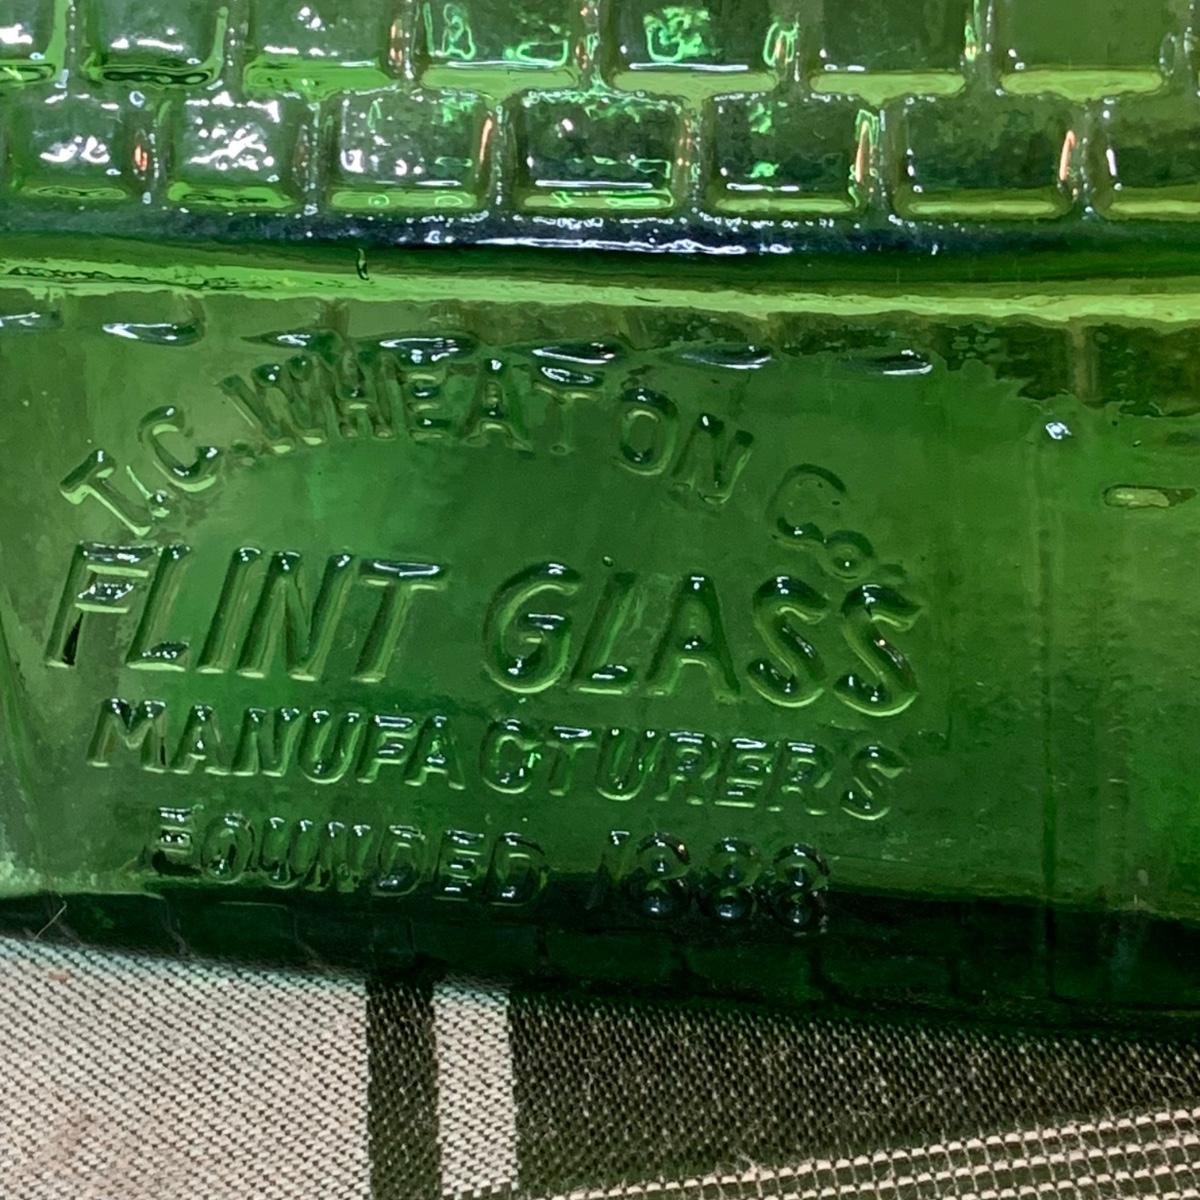 T.C. WHEATON Co.
FLINT GLASS
MANUFACTURERS
FOUNDED 1888